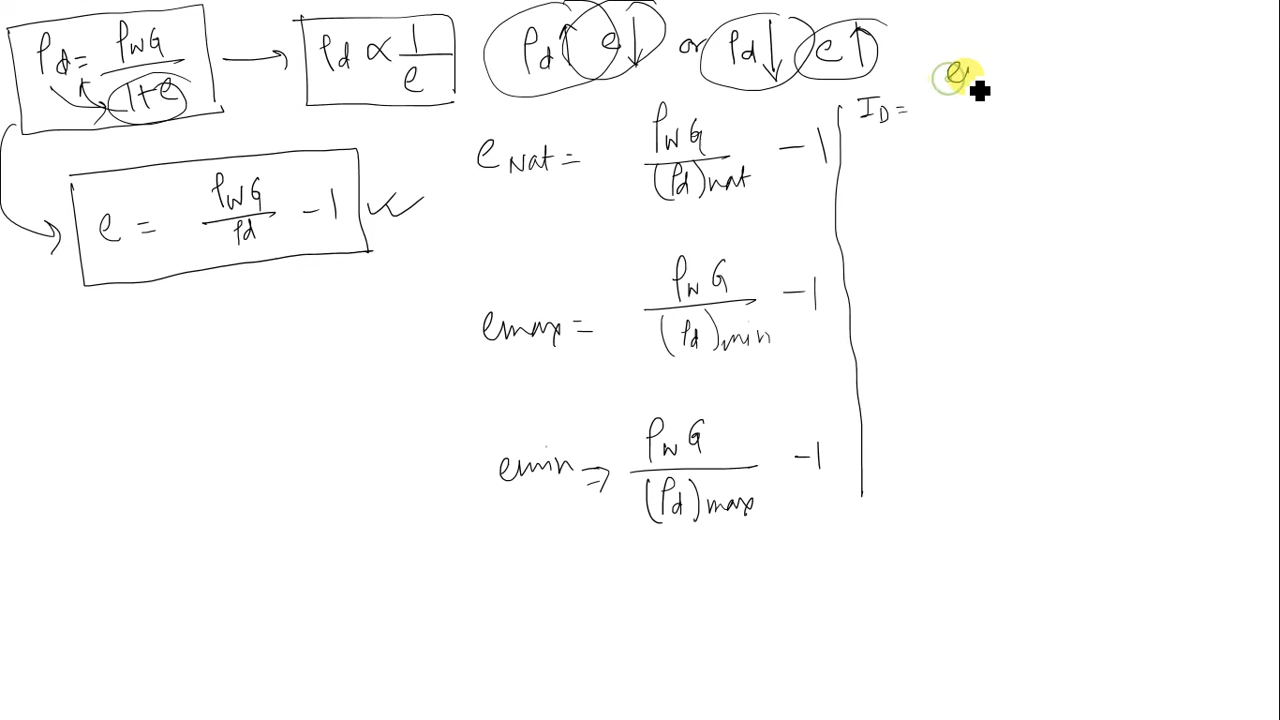 ρd = ρwG / 1+e → ρd ∝ 1/e ρd↑ e↓ or ρd↓ e↑
e
ID =
eNat = ρwG / (ρd)nat - 1
e = ρwG / ρd - 1
emax = ρwG / (ρd)min - 1
emin ⇒ ρwG / (ρd)max - 1